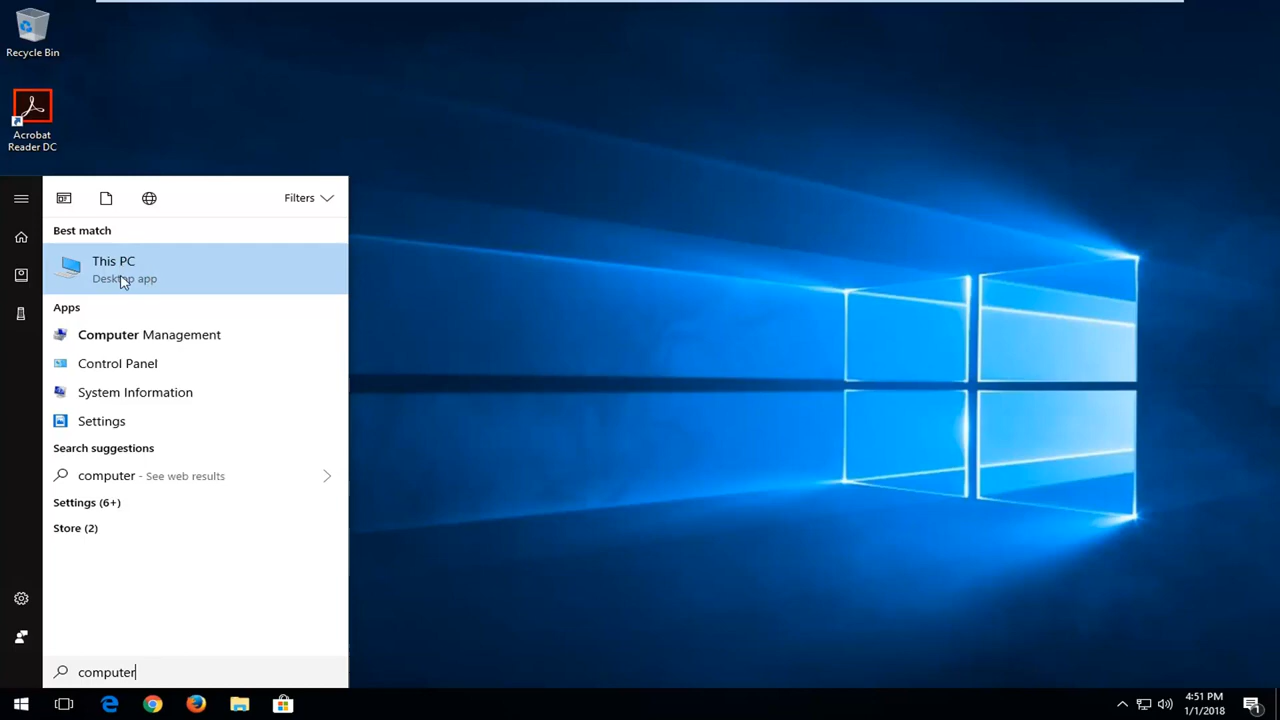 Recycle Bin
Acrobat
Reader DC
Filters
Best match
This PC
Desktop app
Apps
Computer Management
Control Panel
System Information
Settings
Search suggestions
computer - See web results
Settings (6+)
Store (2)
computer
4:51 PM
1/1/2018
1